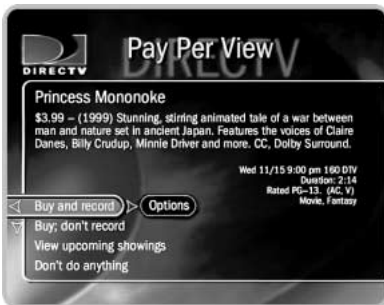 Pay Per View
DIRECTV
DIRECTV
Princess Mononoke
$3.99 – (1999) Stunning, stirring animated tale of a war between
man and nature set in ancient Japan. Features the voices of Claire
Danes, Billy Crudup, Minnie Driver and more. CC, Dolby Surround.
Wed 11/15 9:00 pm 160 DTV
Duration: 2:14
Rated PG–13. (AC, V)
Movie, Fantasy
Buy and record Options
Buy; don't record
View upcoming showings
Don't do anything